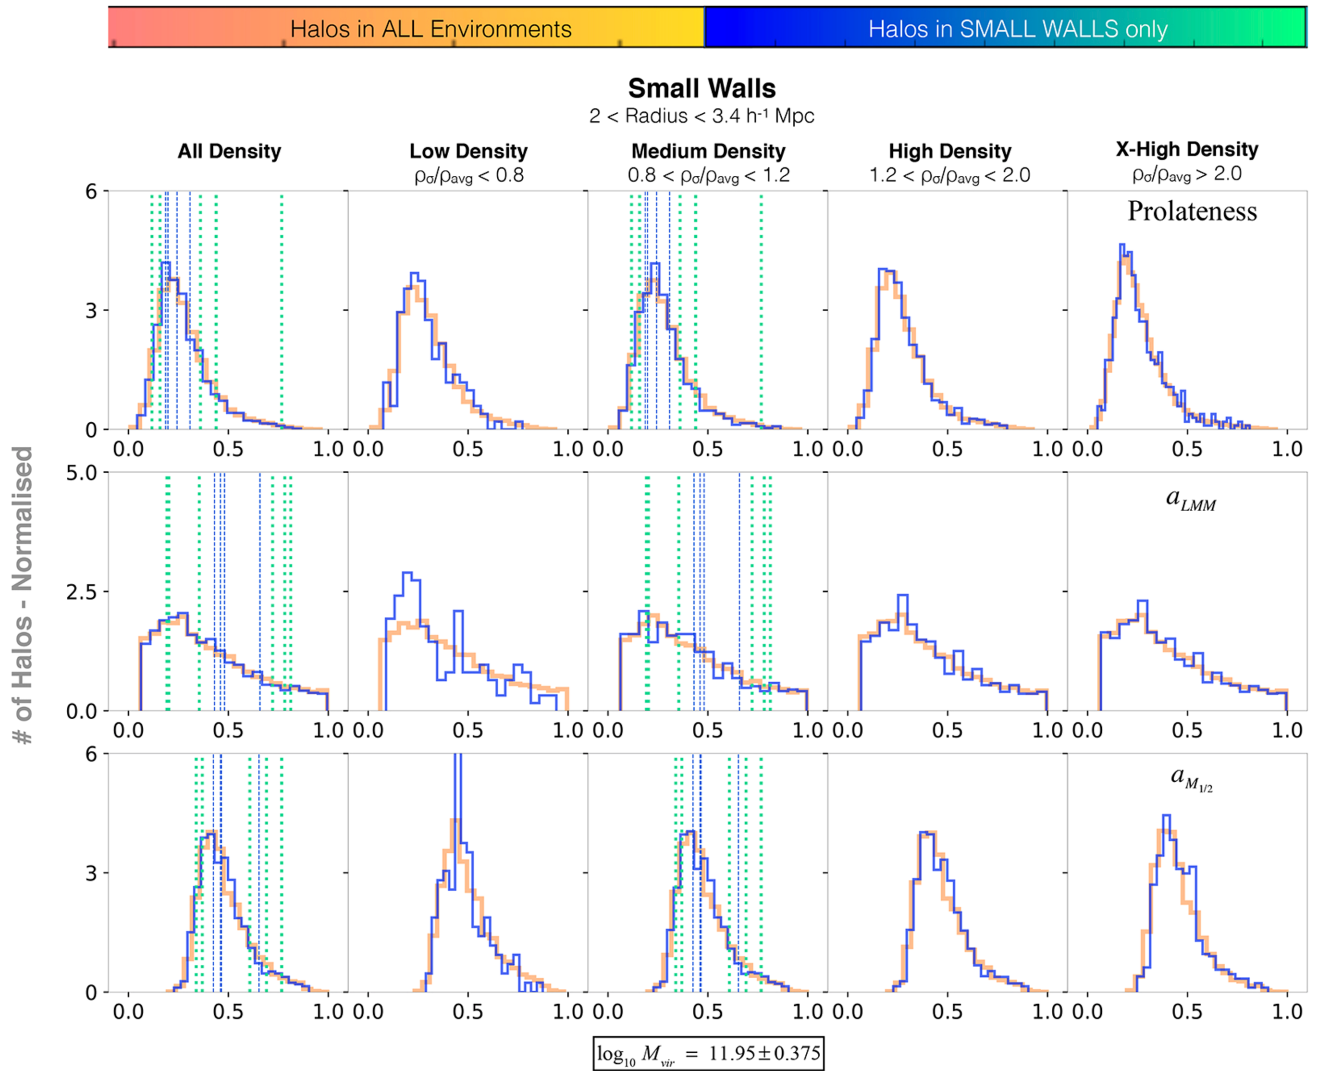 Halos in ALL Environments Halos in SMALL WALLS only
Small Walls
2 < Radius < 3.4 h⁻¹ Mpc
All Density Low Density Medium Density High Density X-High Density
ρσ/ρavg < 0.8 0.8 < ρσ/ρavg < 1.2 1.2 < ρσ/ρavg < 2.0 ρσ/ρavg > 2.0
# of Halos - Normalised
6
Prolateness
3
0
0.0 0.5 1.0 0.0 0.5 1.0 0.0 0.5 1.0 0.0 0.5 1.0 0.0 0.5 1.0
5.0
a_LMM
2.5
0.0
0.0 0.5 1.0 0.0 0.5 1.0 0.0 0.5 1.0 0.0 0.5 1.0 0.0 0.5 1.0
6
a_M1/2
3
0
0.0 0.5 1.0 0.0 0.5 1.0 0.0 0.5 1.0 0.0 0.5 1.0 0.0 0.5 1.0
log₁₀ M_vir = 11.95±0.375